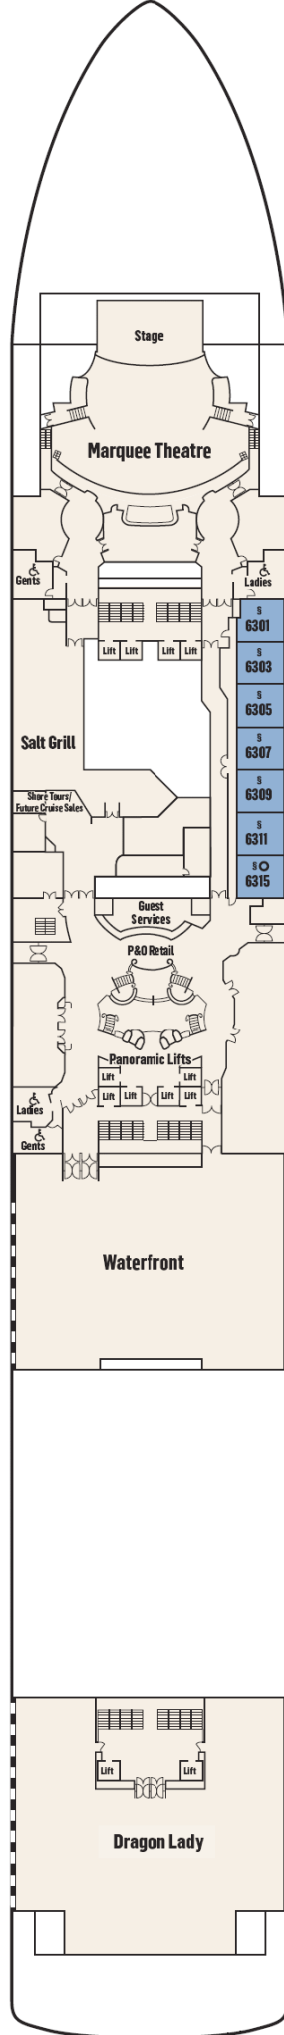 Stage
Marquee Theatre
Gents
Ladies
Lift Lift Lift Lift
§
6301
§
6303
§
6305
§
6307
§
6309
§
6311
§
6315
Salt Grill
Shore Tours/
Future Cruise Sales
Guest
Services
P&O Retail
Panoramic Lifts
Lift Lift
Lift Lift Lift Lift
Ladies
Gents
Waterfront
Lift Lift
Dragon Lady